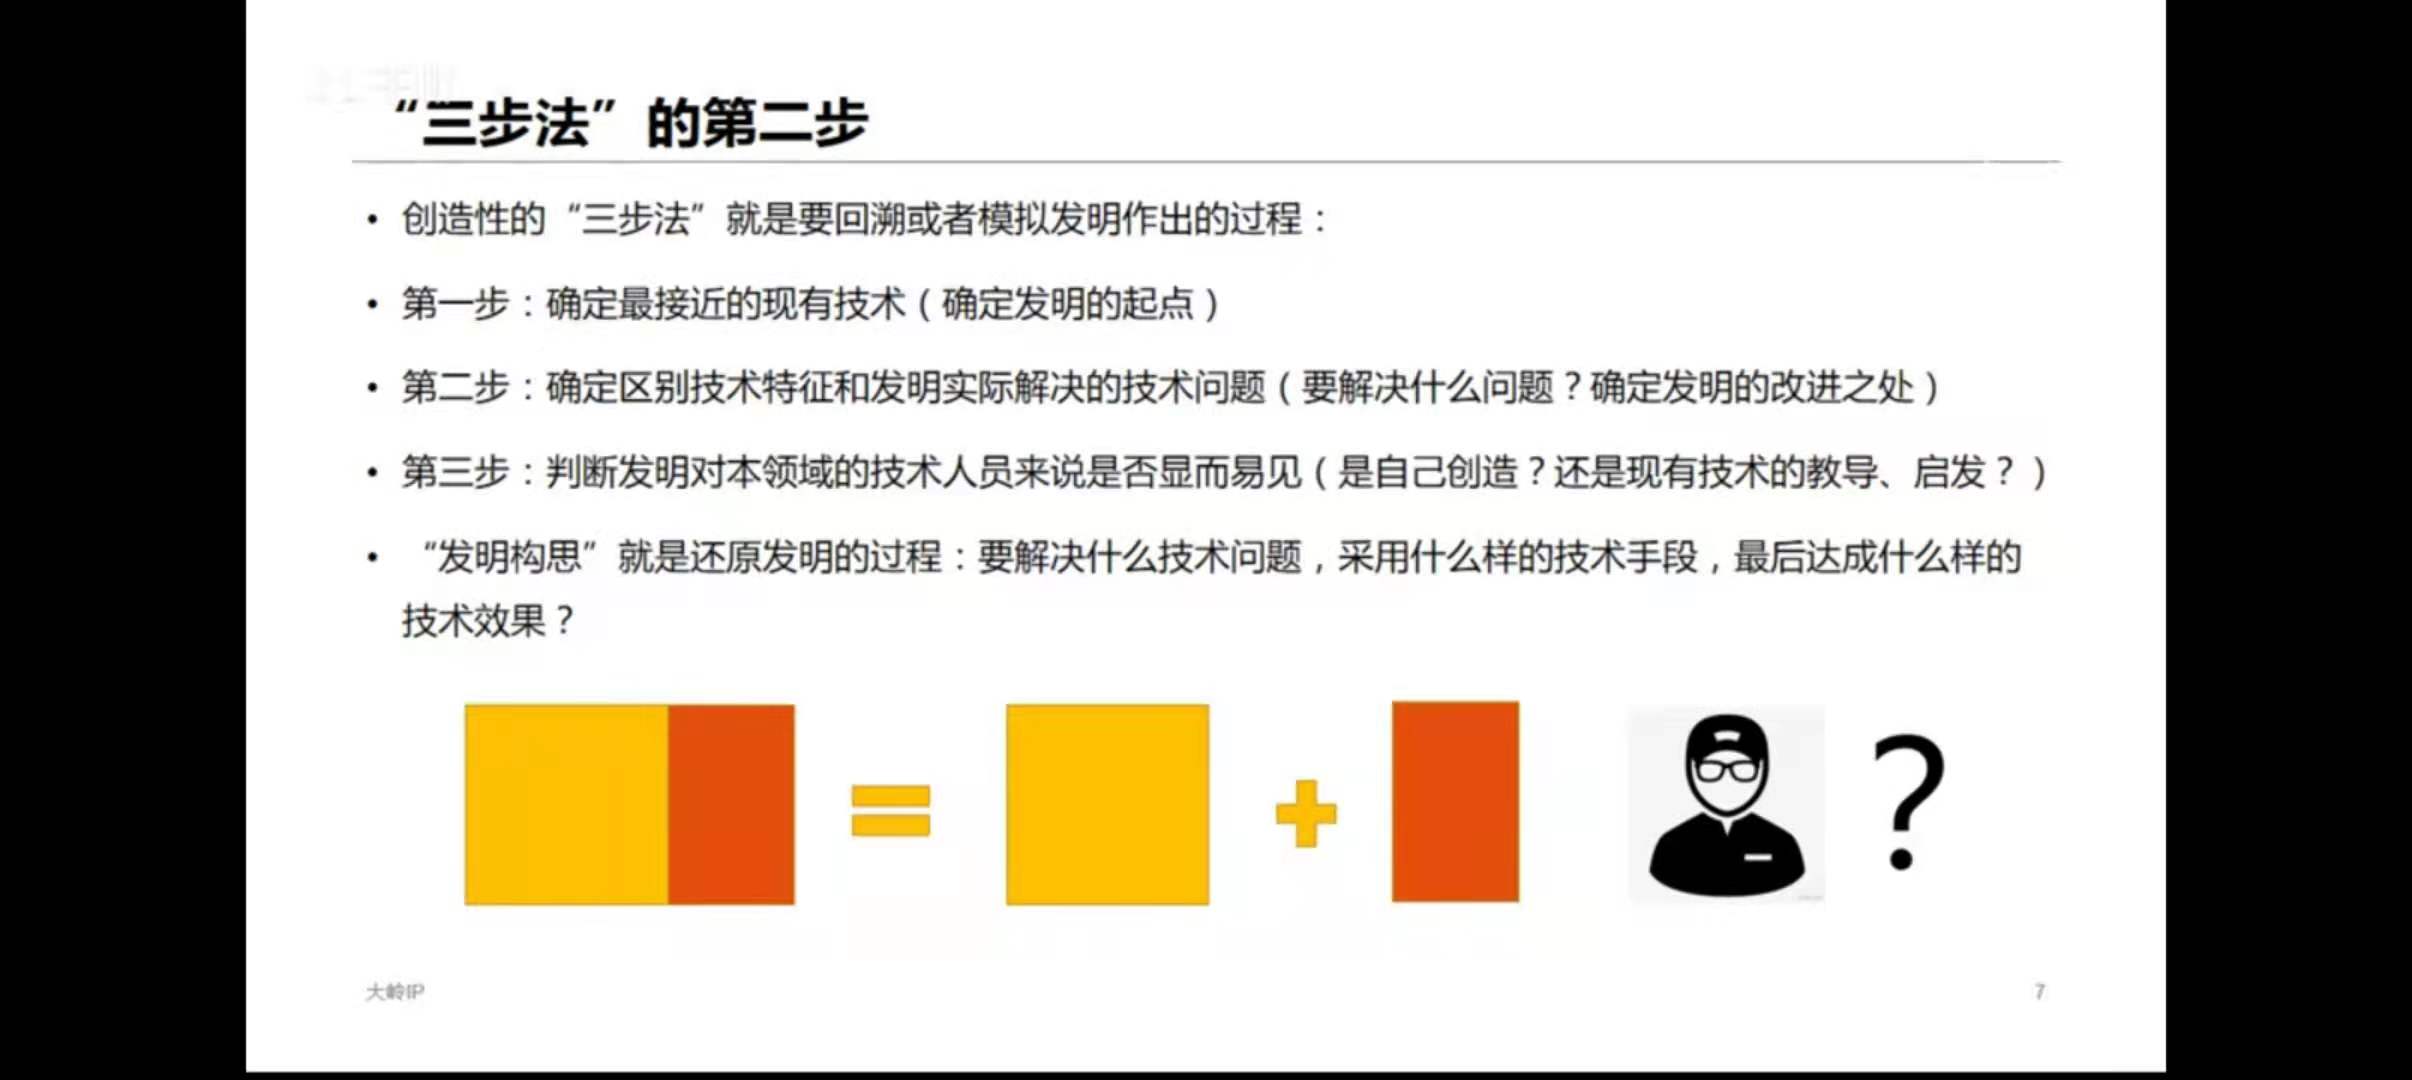 “三步法”的第二步
• 创造性的“三步法”就是要回溯或者模拟发明作出的过程：
• 第一步：确定最接近的现有技术（确定发明的起点）
• 第二步：确定区别技术特征和发明实际解决的技术问题（要解决什么问题？确定发明的改进之处）
• 第三步：判断发明对本领域的技术人员来说是否显而易见（是自己创造？还是现有技术的教导、启发？）
• “发明构思”就是还原发明的过程：要解决什么技术问题，采用什么样的技术手段，最后达成什么样的
技术效果？
?
大岭IP
7